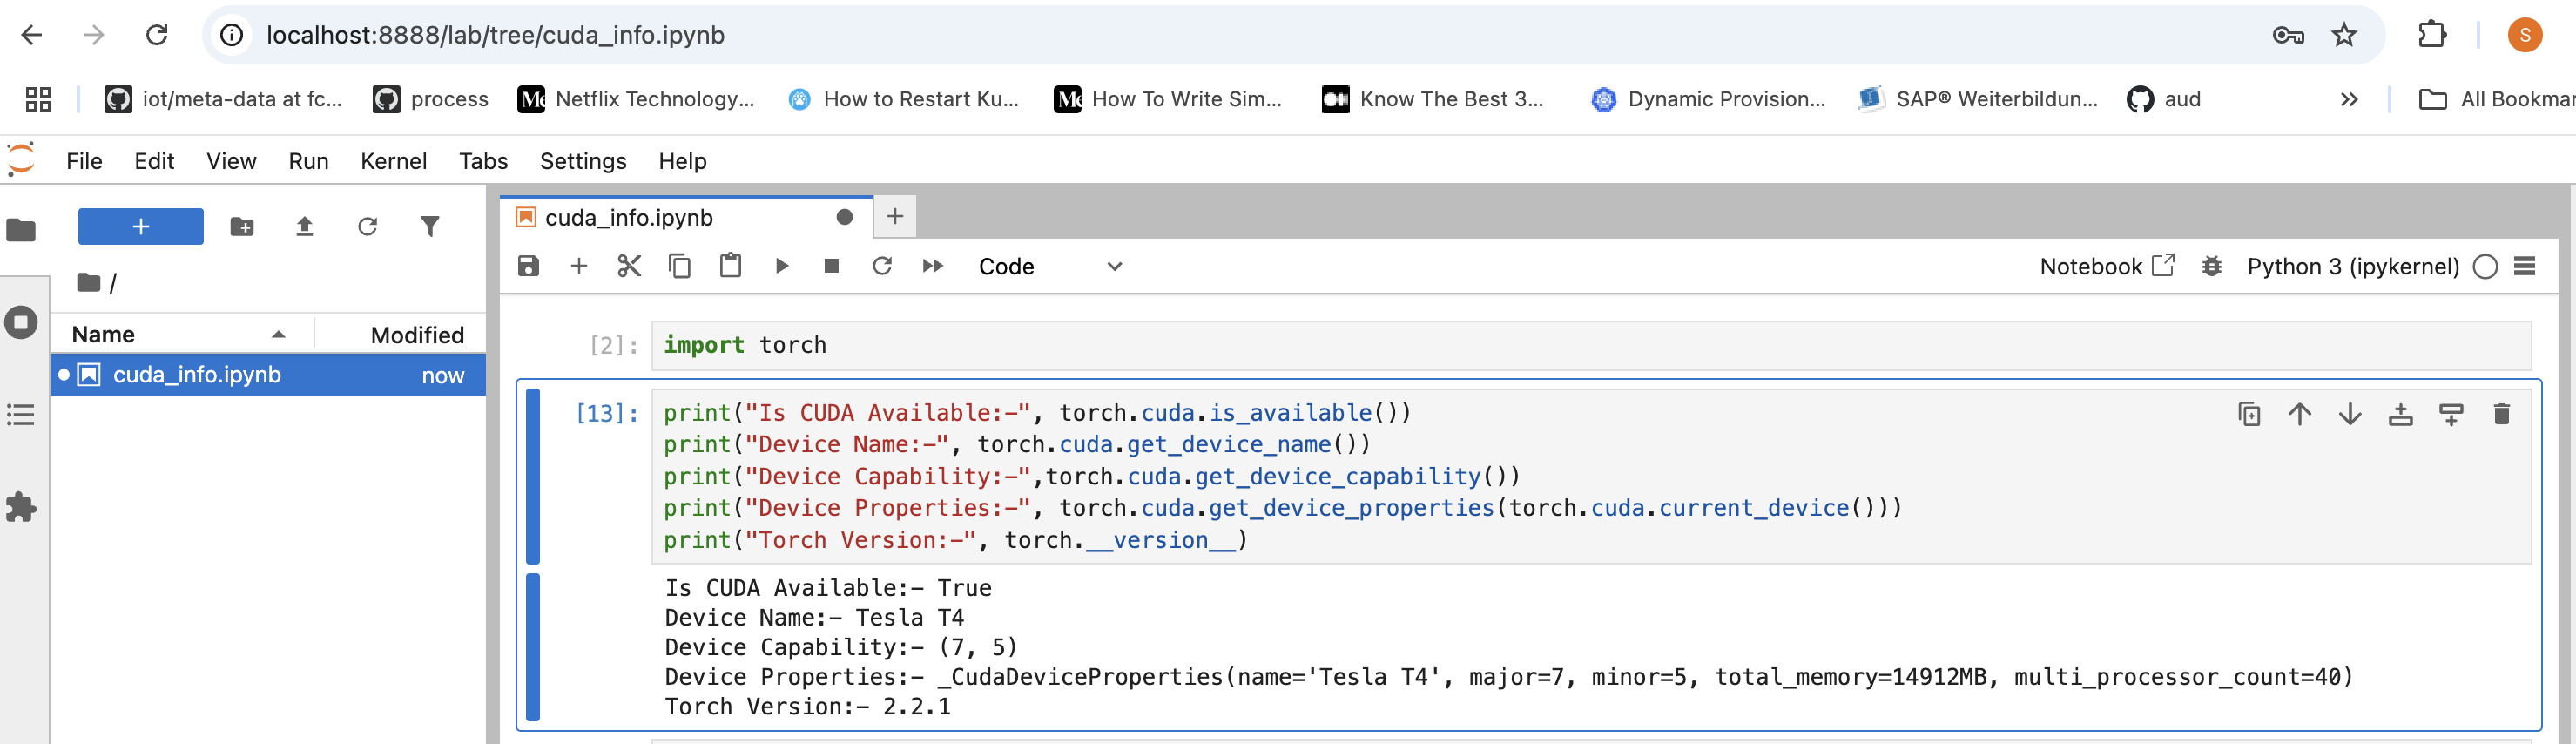 localhost:8888/lab/tree/cuda_info.ipynb
S
iot/meta-data at fc...
process
Netflix Technology...
How to Restart Ku...
How To Write Sim...
Know The Best 3...
Dynamic Provision...
SAP® Weiterbildun...
aud
All Bookmar
File Edit View Run Kernel Tabs Settings Help
cuda_info.ipynb
/
Code
Notebook
Python 3 (ipykernel)
Name Modified
cuda_info.ipynb now
[2]: import torch
[13]: print("Is CUDA Available:-", torch.cuda.is_available())
print("Device Name:-", torch.cuda.get_device_name())
print("Device Capability:-",torch.cuda.get_device_capability())
print("Device Properties:-", torch.cuda.get_device_properties(torch.cuda.current_device()))
print("Torch Version:-", torch.__version__)
Is CUDA Available:- True
Device Name:- Tesla T4
Device Capability:- (7, 5)
Device Properties:- _CudaDeviceProperties(name='Tesla T4', major=7, minor=5, total_memory=14912MB, multi_processor_count=40)
Torch Version:- 2.2.1